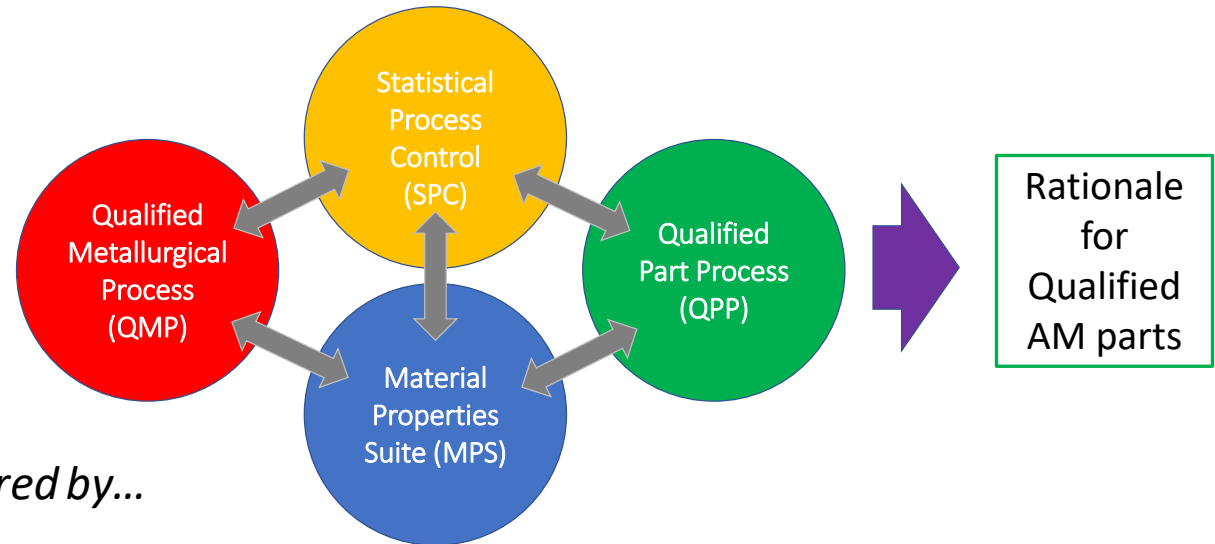 Statistical
Process
Control
(SPC)
Qualified
Metallurgical
Process
(QMP)
Qualified
Part Process
(QPP)
Material
Properties
Suite (MPS)
Rationale
for
Qualified
AM parts
red by...